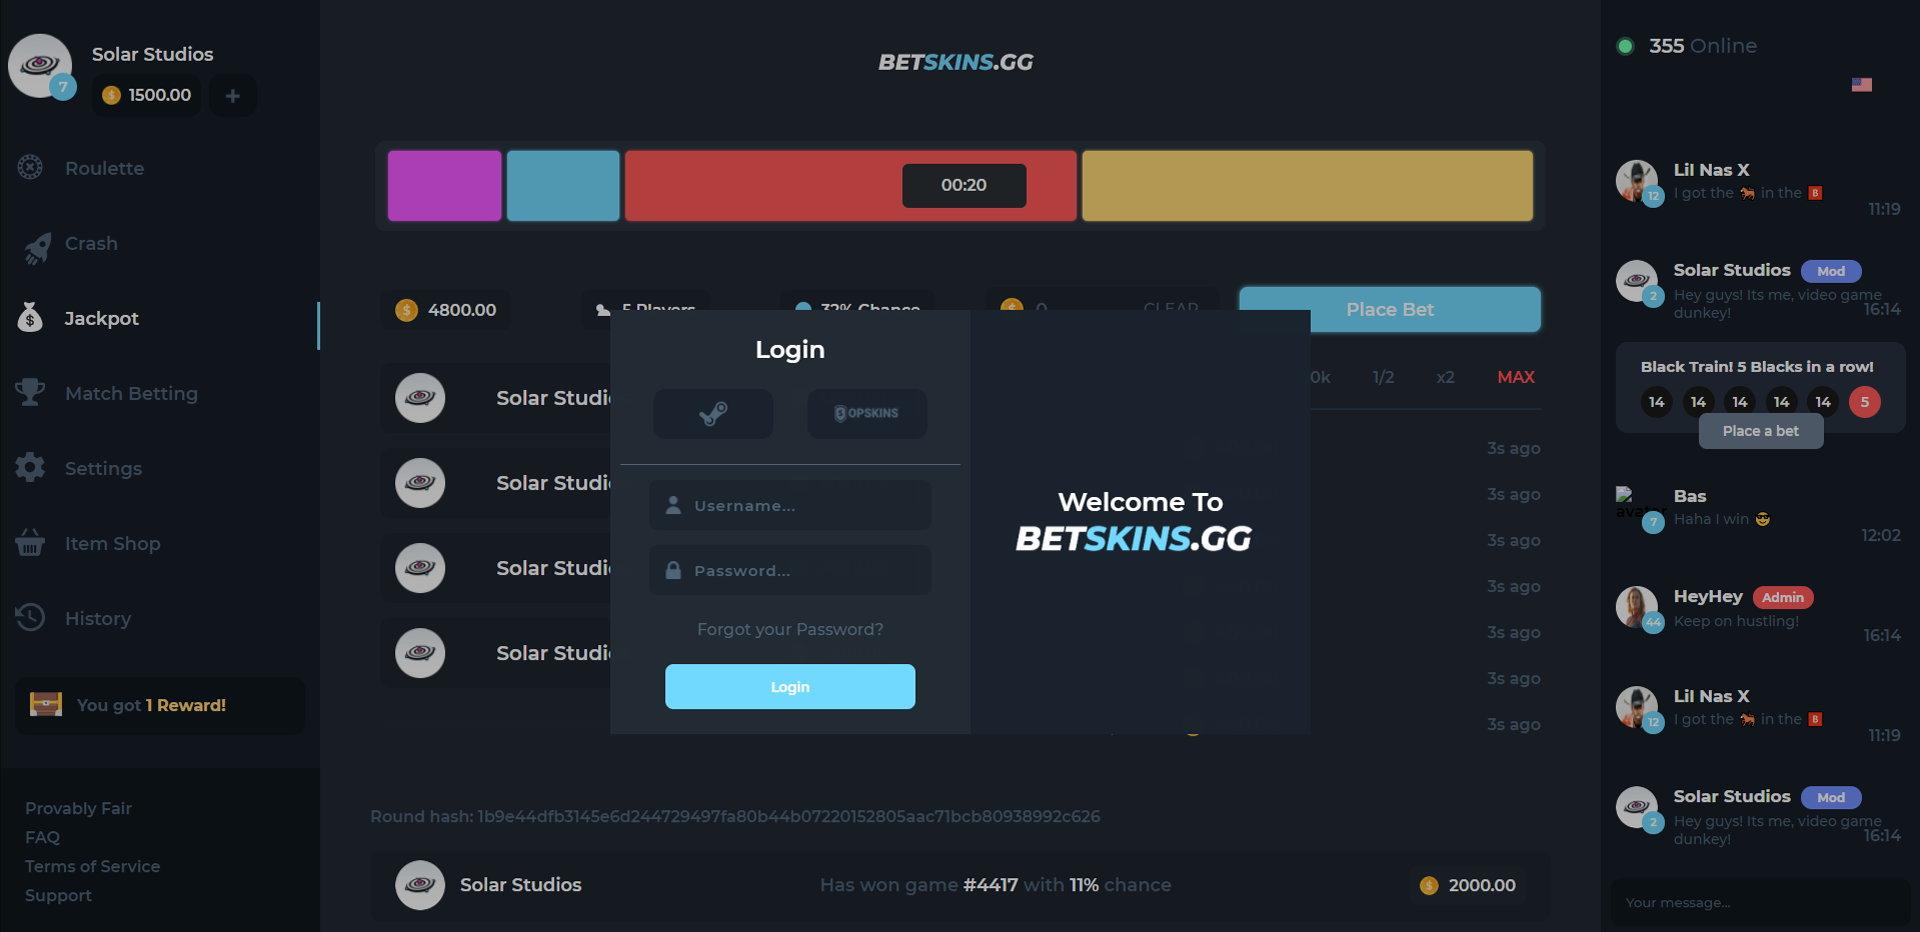 Solar Studios
7
1500.00
+
Roulette
Crash
Jackpot
Match Betting
Settings
Item Shop
History
You got 1 Reward!
Provably Fair
FAQ
Terms of Service
Support
BETSKINS.GG
00:20
4800.00
5 Players
32% Chance
0
CLEAR
Place Bet
0k 1/2 x2 MAX
Solar Studi
Solar Studi
Solar Studi
Solar Studi
3s ago
3s ago
3s ago
3s ago
3s ago
3s ago
3s ago
Login
OPSKINS
Username...
Password...
Forgot your Password?
Login
Welcome To
BETSKINS.GG
Round hash: 1b9e44dfb3145e6d244729497fa80b44b07220152805aac71bcb80938992c626
Solar Studios
Has won game #4417 with 11% chance
2000.00
355 Online
Lil Nas X
12
I got the 🐎 in the B
11:19
Solar Studios Mod
2
Hey guys! Its me, video game
dunkey!
16:14
Black Train! 5 Blacks in a row!
14 14 14 14 14 5
Place a bet
avatar
Bas
7
Haha I win 😎
12:02
HeyHey Admin
44
Keep on hustling!
16:14
Lil Nas X
12
I got the 🐎 in the B
11:19
Solar Studios Mod
2
Hey guys! Its me, video game
dunkey!
16:14
Your message...